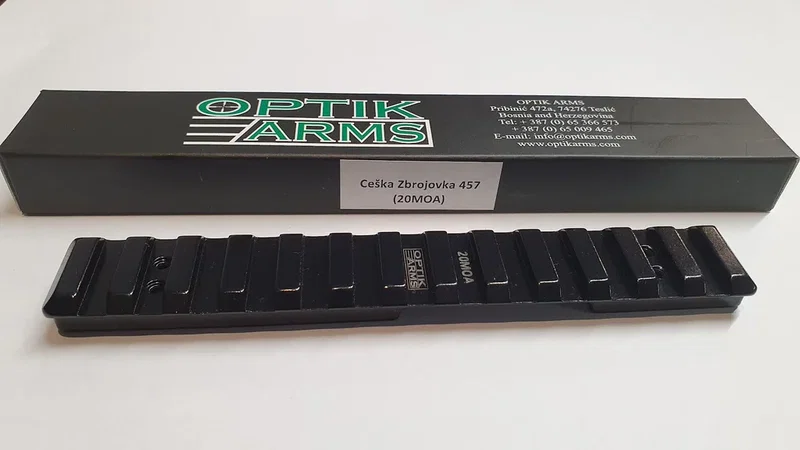 OPTIK
ARMS
OPTIK ARMS
Pribinić 472a, 74276 Teslić
Bosnia and Herzegovina
Tel: + 387 (0) 65 366 573
+ 387 (0) 65 009 465
E-mail: info@optikarms.com
www.optikarms.com
Ceška Zbrojovka 457
(20MOA)
OPTIK
ARMS
20MOA